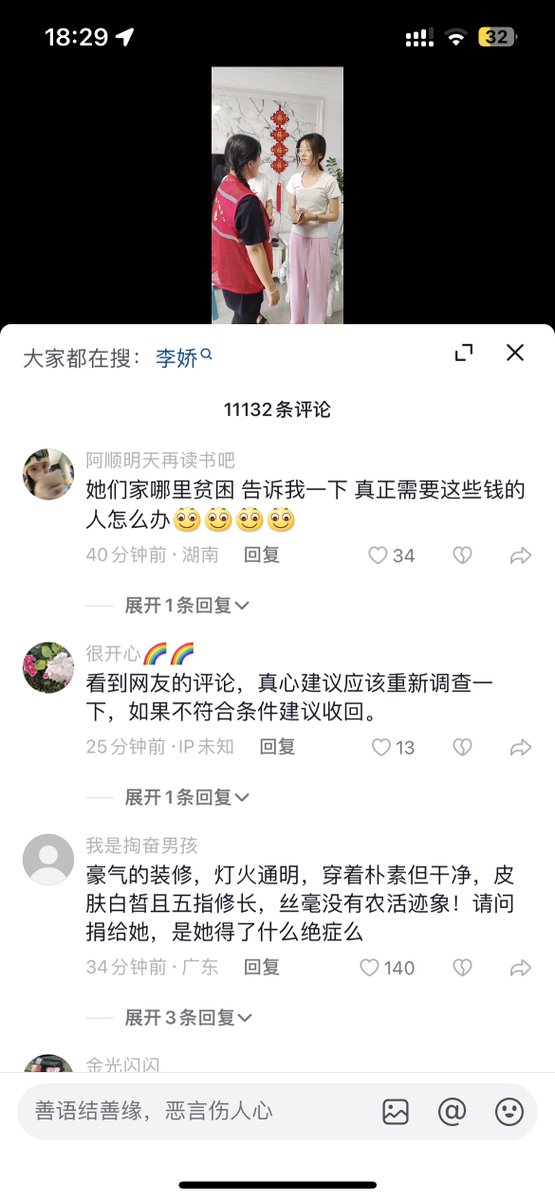 18:29
32
大家都在搜：李娇
11132条评论
阿顺明天再读书吧
她们家哪里贫困 告诉我一下 真正需要这些钱的
人怎么办
40分钟前·湖南 回复 34
展开1条回复
很开心🌈🌈
看到网友的评论，真心建议应该重新调查一
下，如果不符合条件建议收回。
25分钟前·IP未知 回复 13
展开1条回复
我是掏奋男孩
豪气的装修，灯火通明，穿着朴素但干净，皮
肤白皙且五指修长，丝毫没有农活迹象！请问
捐给她，是她得了什么绝症么
34分钟前·广东 回复 140
展开3条回复
金光闪闪
善语结善缘，恶言伤人心